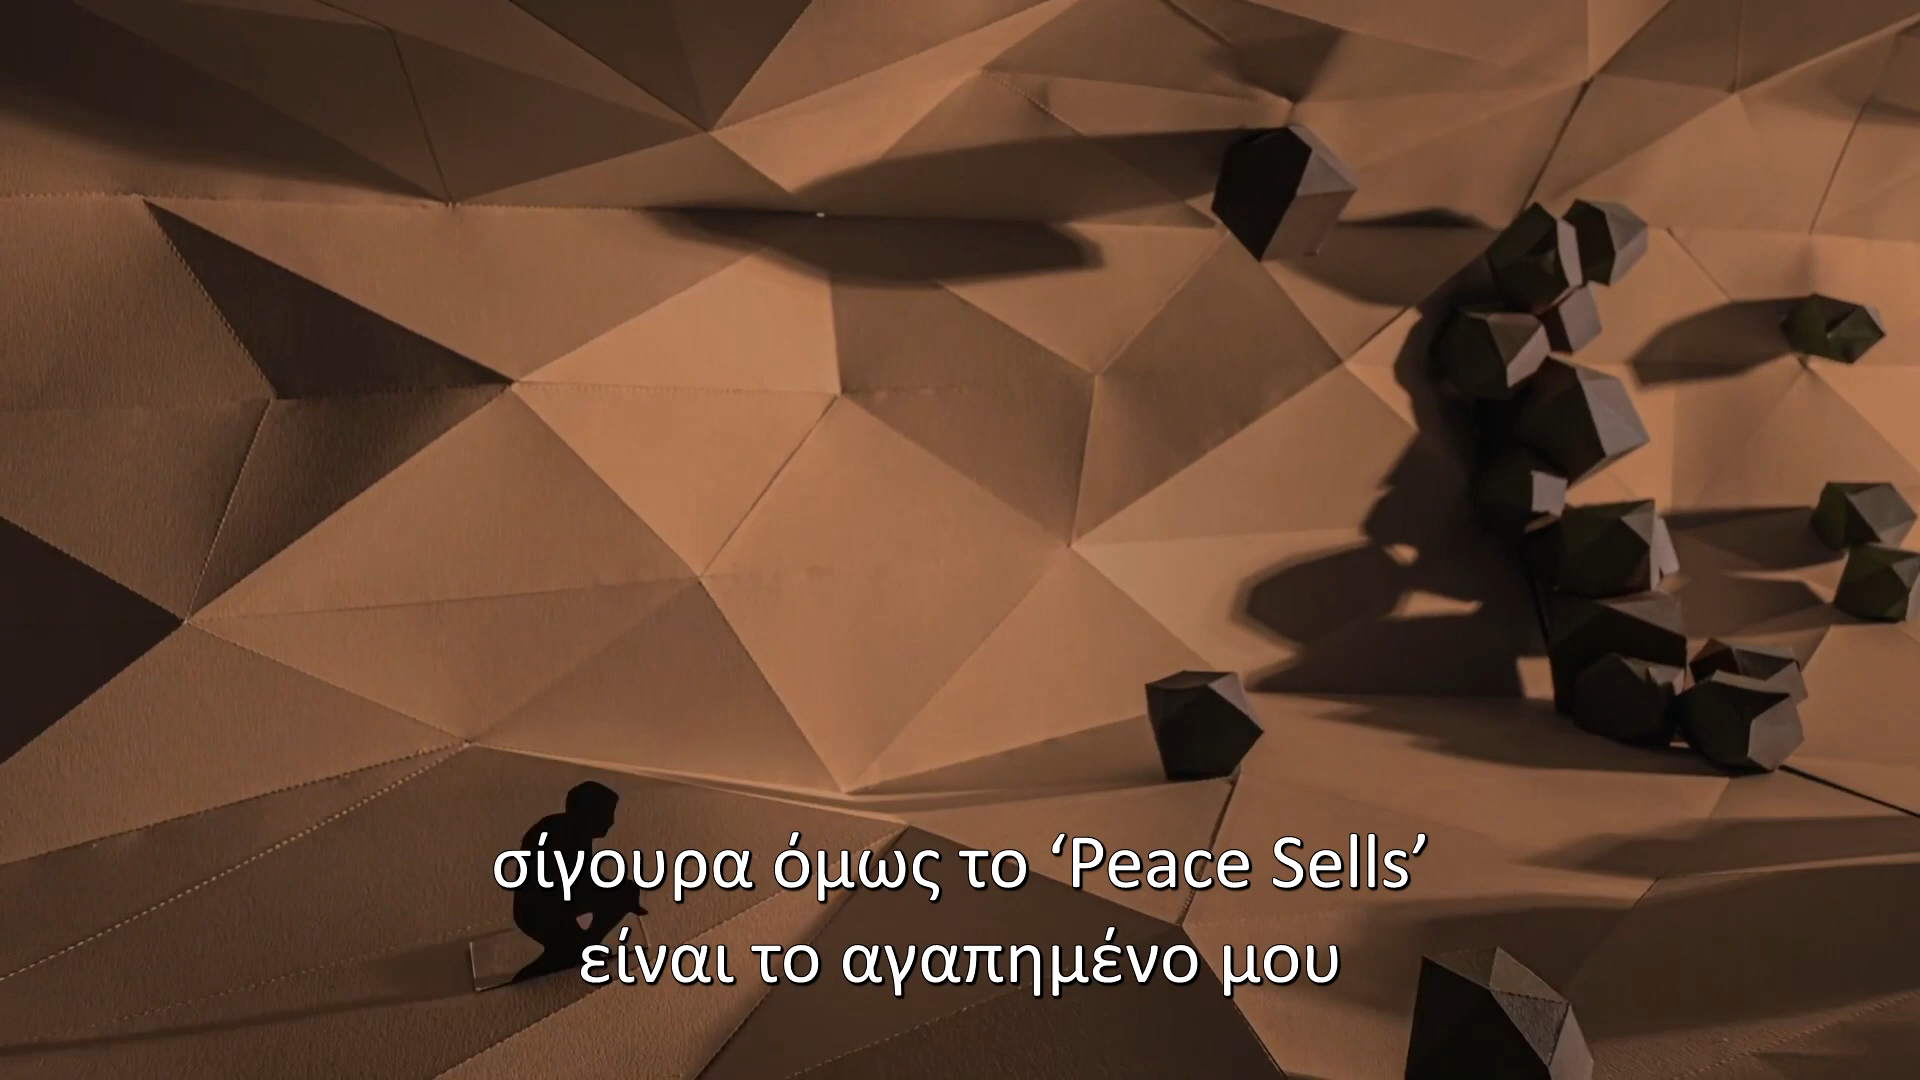 σίγουρα όμως το ‘Peace Sells’
είναι το αγαπημένο μου